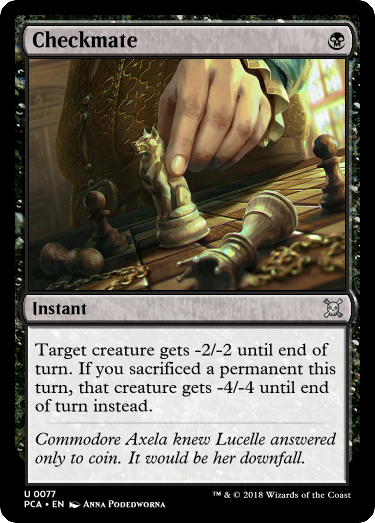 Checkmate
Instant
Target creature gets -2/-2 until end of
turn. If you sacrificed a permanent this
turn, that creature gets -4/-4 until end
of turn instead.
Commodore Axela knew Lucelle answered
only to coin. It would be her downfall.
U 0077
PCA • EN Anna Podedworna
™ & © 2018 Wizards of the Coast